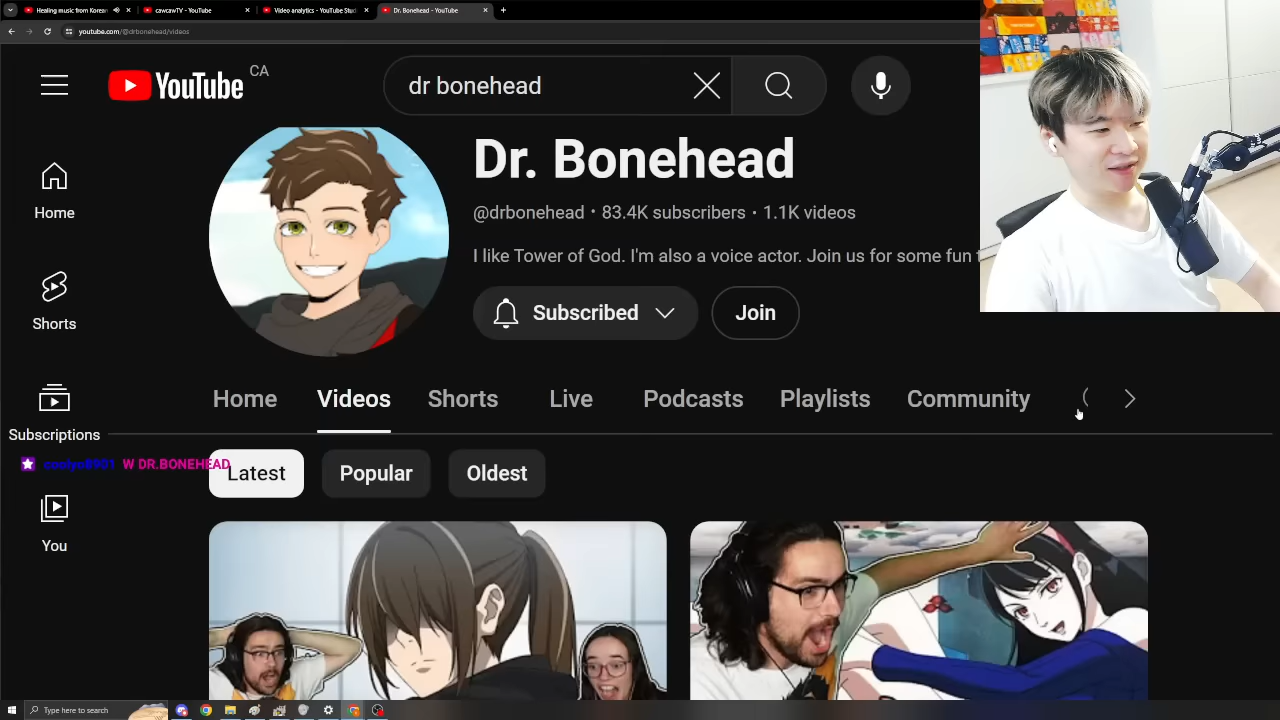 Healing music from Korean
cawcawTV - YouTube
Video analytics - YouTube Stud
Dr. Bonehead - YouTube
youtube.com/@drbonehead/videos
YouTube CA
dr bonehead
Dr. Bonehead
@drbonehead • 83.4K subscribers • 1.1K videos
I like Tower of God. I'm also a voice actor. Join us for some fun
Subscribed
Join
Home
Shorts
Subscriptions
You
Home Videos Shorts Live Podcasts Playlists Community
W DR.BONEHEAD
Latest Popular Oldest
Type here to search